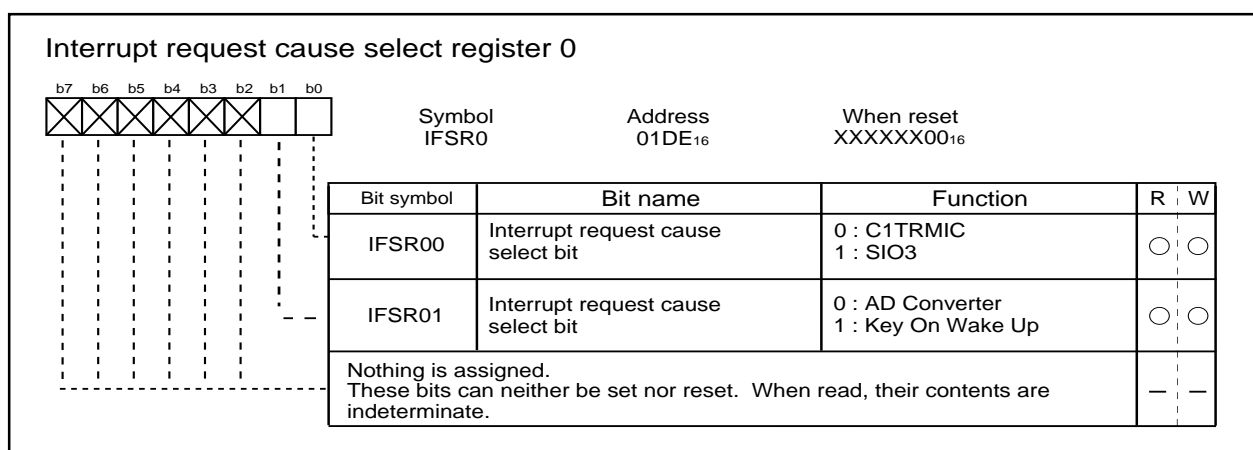 Interrupt request cause select register 0
b7 b6 b5 b4 b3 b2 b1 b0
Symbol Address When reset
IFSR0 01DE16 XXXXXX0016
Bit symbol Bit name Function R W
IFSR00 Interrupt request cause select bit 0 : C1TRMIC
1 : SIO3
IFSR01 Interrupt request cause select bit 0 : AD Converter
1 : Key On Wake Up
Nothing is assigned.
These bits can neither be set nor reset. When read, their contents are
indeterminate.